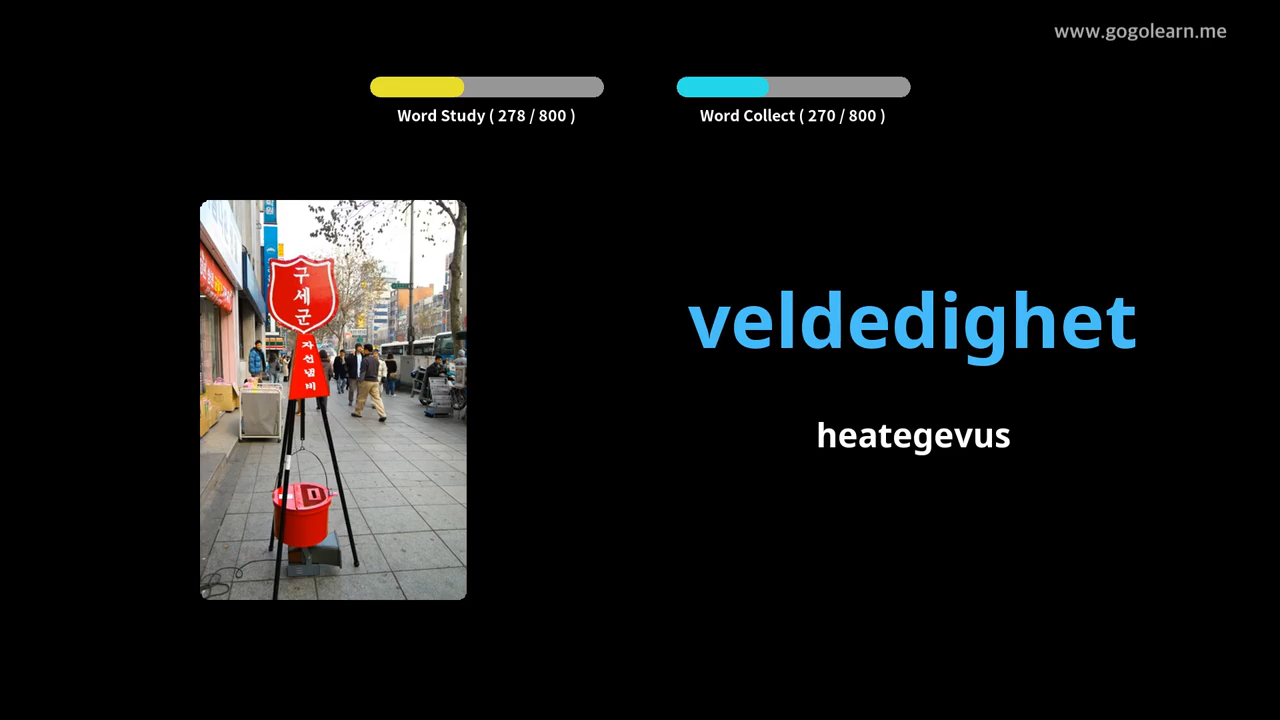 www.gogolearn.me
Word Study ( 278 / 800 )
Word Collect ( 270 / 800 )
구
세
군
자
선
냄
비
veldedighet
heategevus